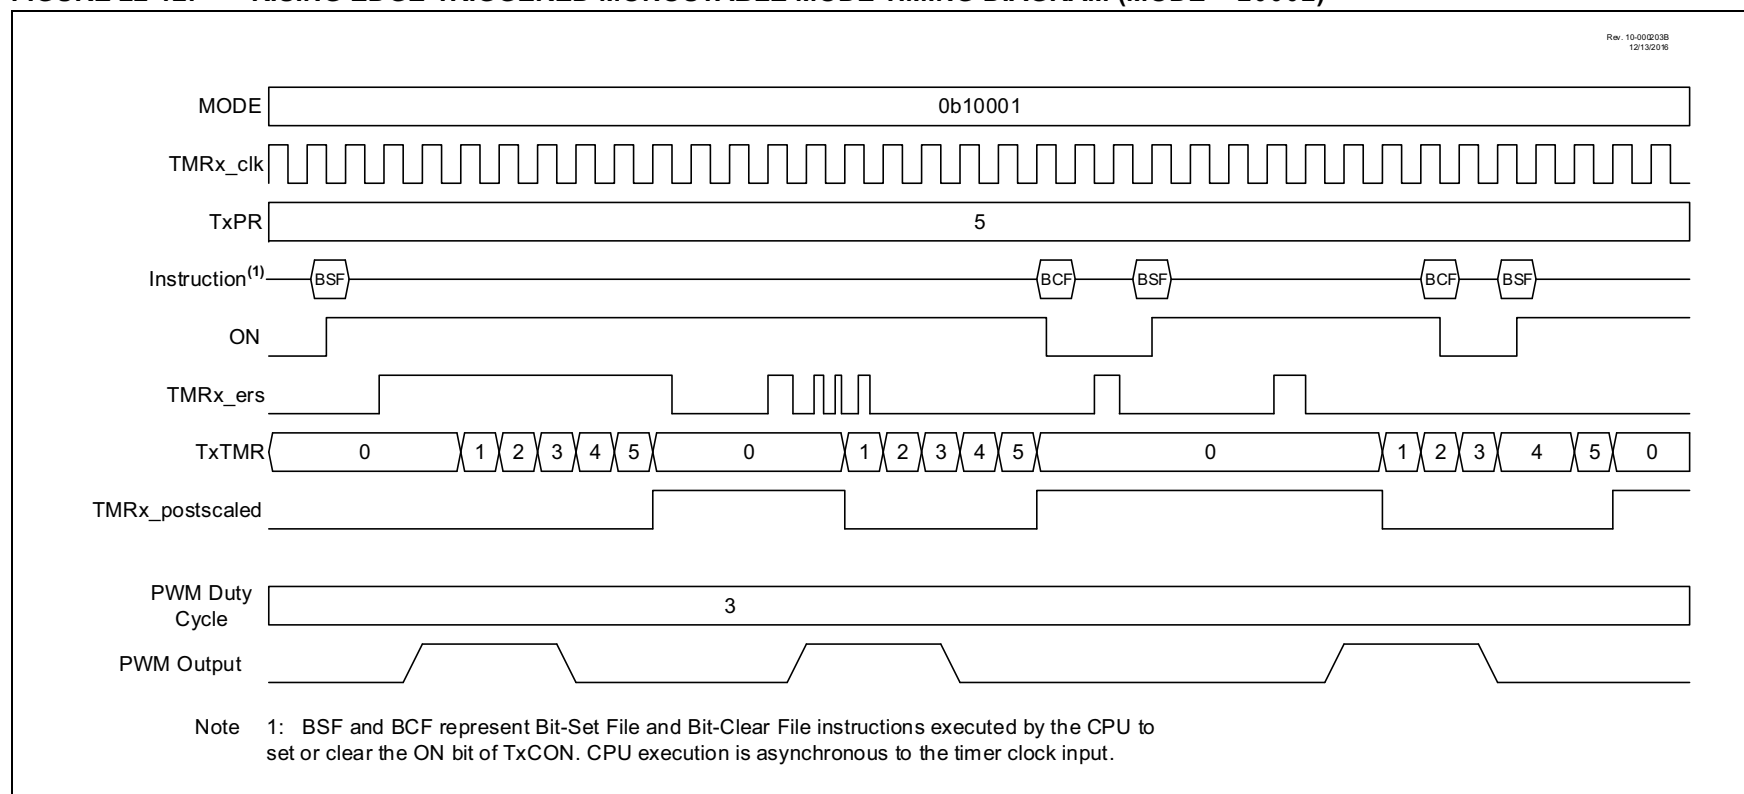 Rev. 10-000203B
12/13/2016
MODE 0b10001
TMRx_clk
TxPR 5
Instruction(1) BSF BCF BSF BCF BSF
ON
TMRx_ers
TxTMR 0 1 2 3 4 5 0 1 2 3 4 5 0 1 2 3 4 5 0
TMRx_postscaled
PWM Duty
Cycle 3
PWM Output
Note 1: BSF and BCF represent Bit-Set File and Bit-Clear File instructions executed by the CPU to
set or clear the ON bit of TxCON. CPU execution is asynchronous to the timer clock input.